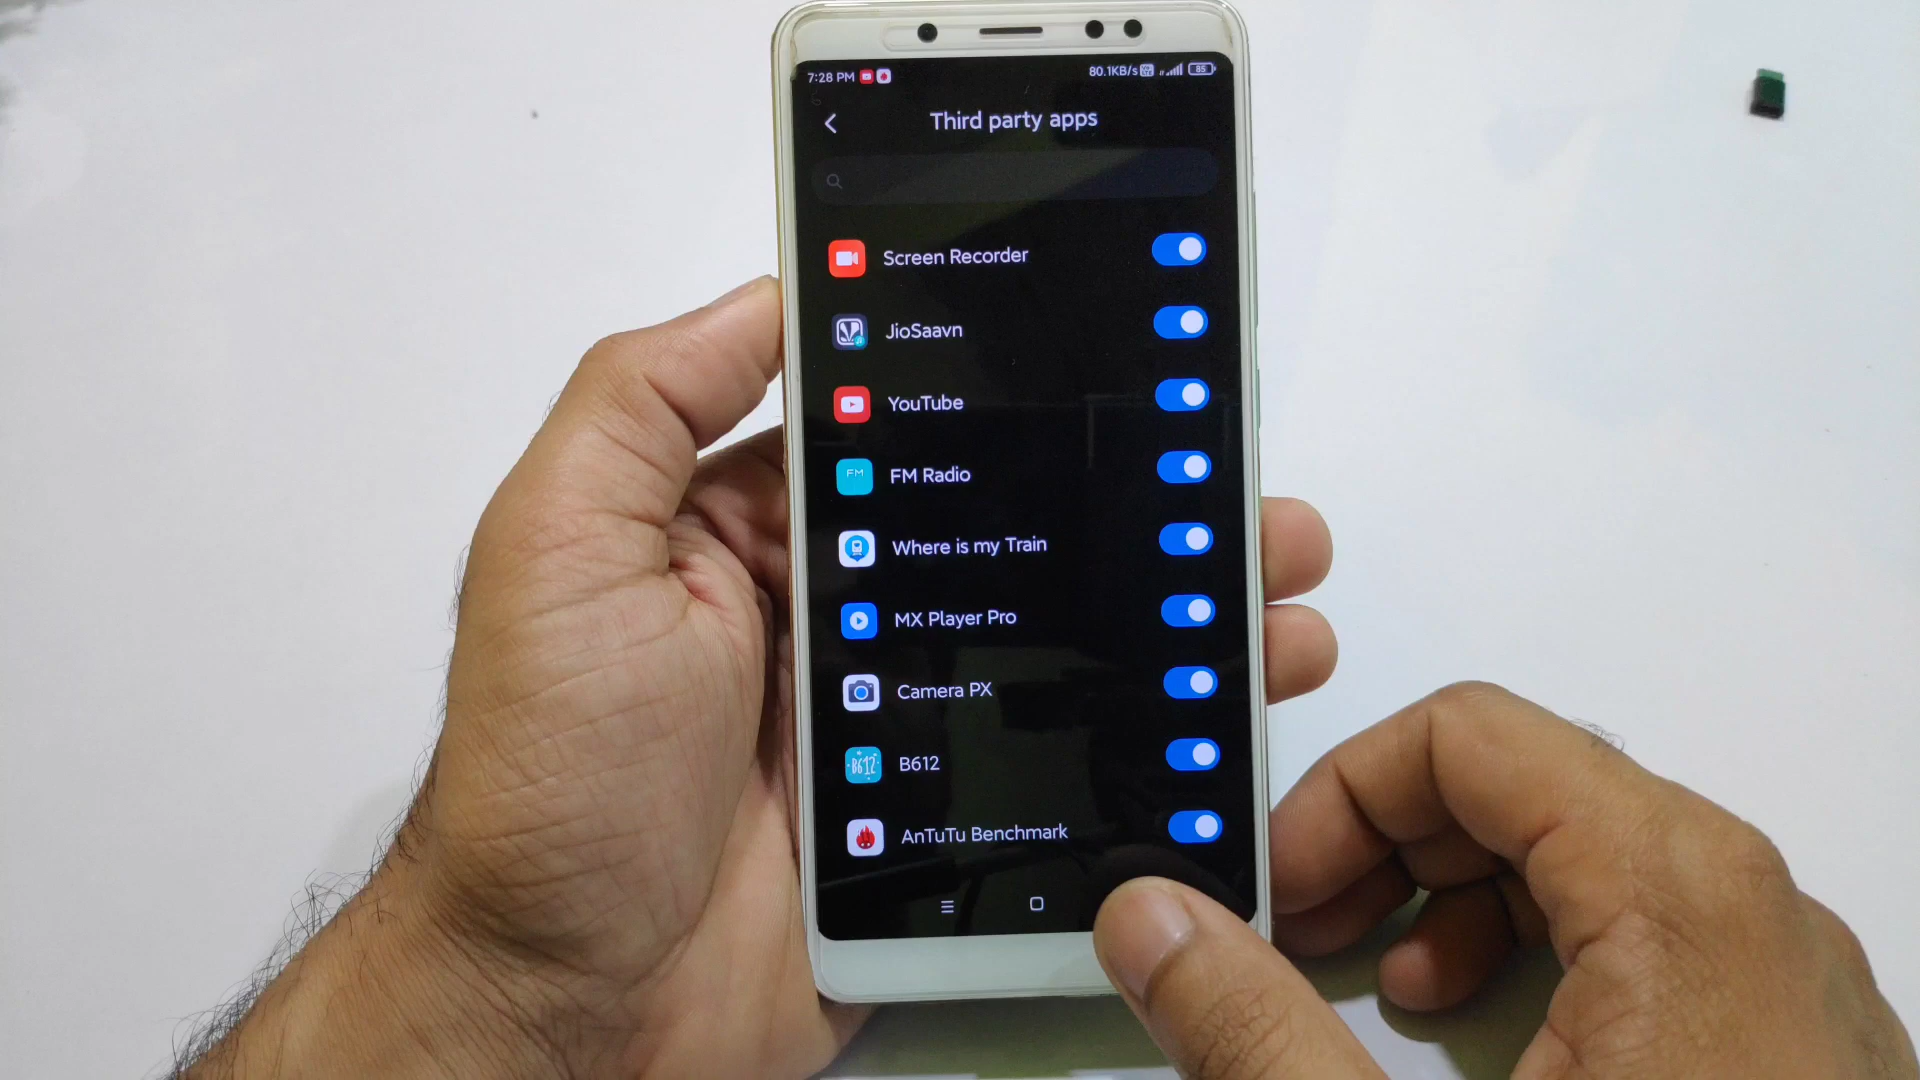 7:28 PM
80.1KB/s
85
Third party apps
Screen Recorder
JioSaavn
YouTube
FM
FM Radio
Where is my Train
MX Player Pro
Camera PX
B612
B612
AnTuTu Benchmark